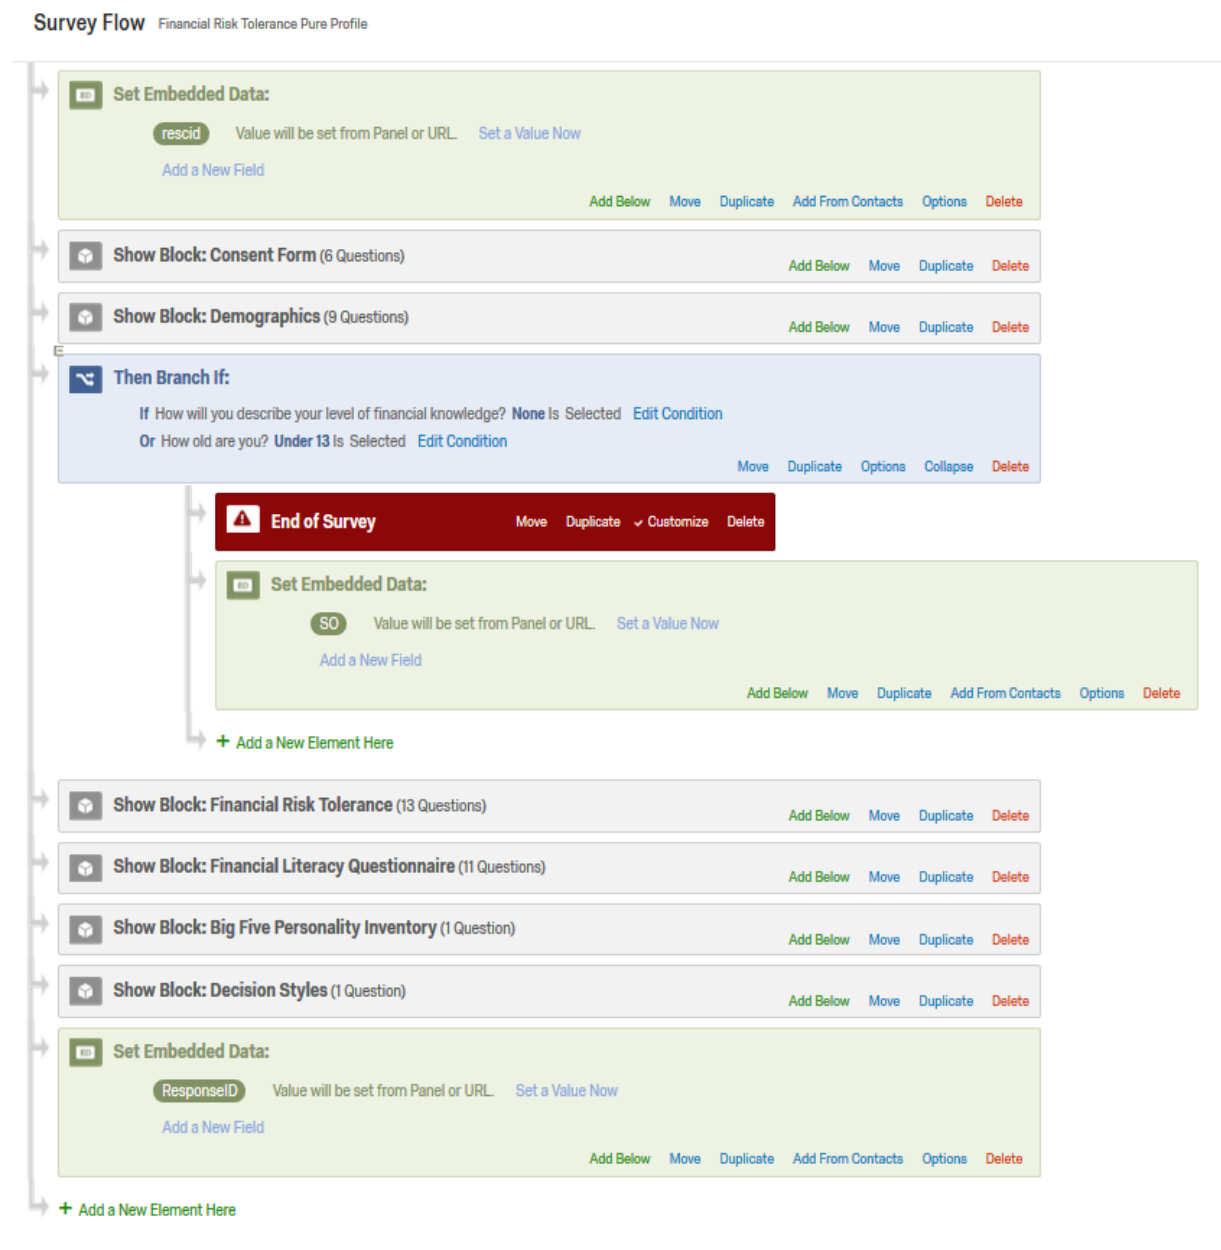 Survey Flow Financial Risk Tolerance Pure Profile
ED Set Embedded Data:
rescid Value will be set from Panel or URL. Set a Value Now
Add a New Field
Add Below Move Duplicate Add From Contacts Options Delete
Show Block: Consent Form (6 Questions)
Add Below Move Duplicate Delete
Show Block: Demographics (9 Questions)
Add Below Move Duplicate Delete
Then Branch If:
If How will you describe your level of financial knowledge? None Is Selected Edit Condition
Or How old are you? Under 13 Is Selected Edit Condition
Move Duplicate Options Collapse Delete
End of Survey Move Duplicate Customize Delete
ED Set Embedded Data:
SO Value will be set from Panel or URL. Set a Value Now
Add a New Field
Add Below Move Duplicate Add From Contacts Options Delete
+ Add a New Element Here
Show Block: Financial Risk Tolerance (13 Questions)
Add Below Move Duplicate Delete
Show Block: Financial Literacy Questionnaire (11 Questions)
Add Below Move Duplicate Delete
Show Block: Big Five Personality Inventory (1 Question)
Add Below Move Duplicate Delete
Show Block: Decision Styles (1 Question)
Add Below Move Duplicate Delete
ED Set Embedded Data:
ResponseID Value will be set from Panel or URL. Set a Value Now
Add a New Field
Add Below Move Duplicate Add From Contacts Options Delete
+ Add a New Element Here